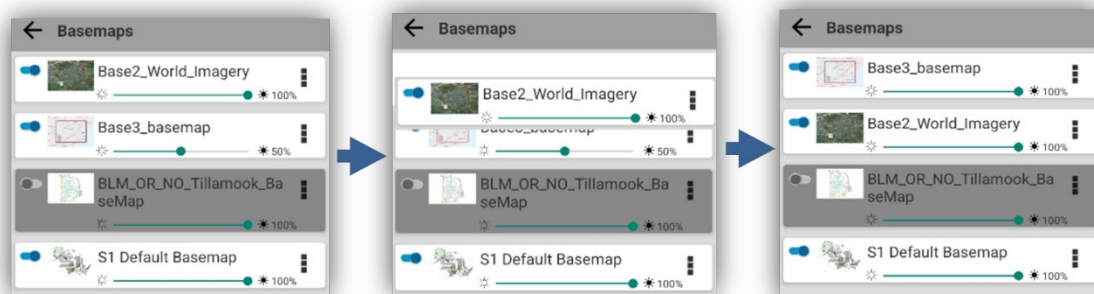 Basemaps
Base2_World_Imagery
100%
Base3_basemap
50%
BLM_OR_NO_Tillamook_Ba
seMap
100%
S1 Default Basemap
100%
Basemaps
Base2_World_Imagery
100%
Base3_basemap
50%
BLM_OR_NO_Tillamook_Ba
seMap
100%
S1 Default Basemap
100%
Basemaps
Base3_basemap
100%
Base2_World_Imagery
100%
BLM_OR_NO_Tillamook_Ba
seMap
100%
S1 Default Basemap
100%